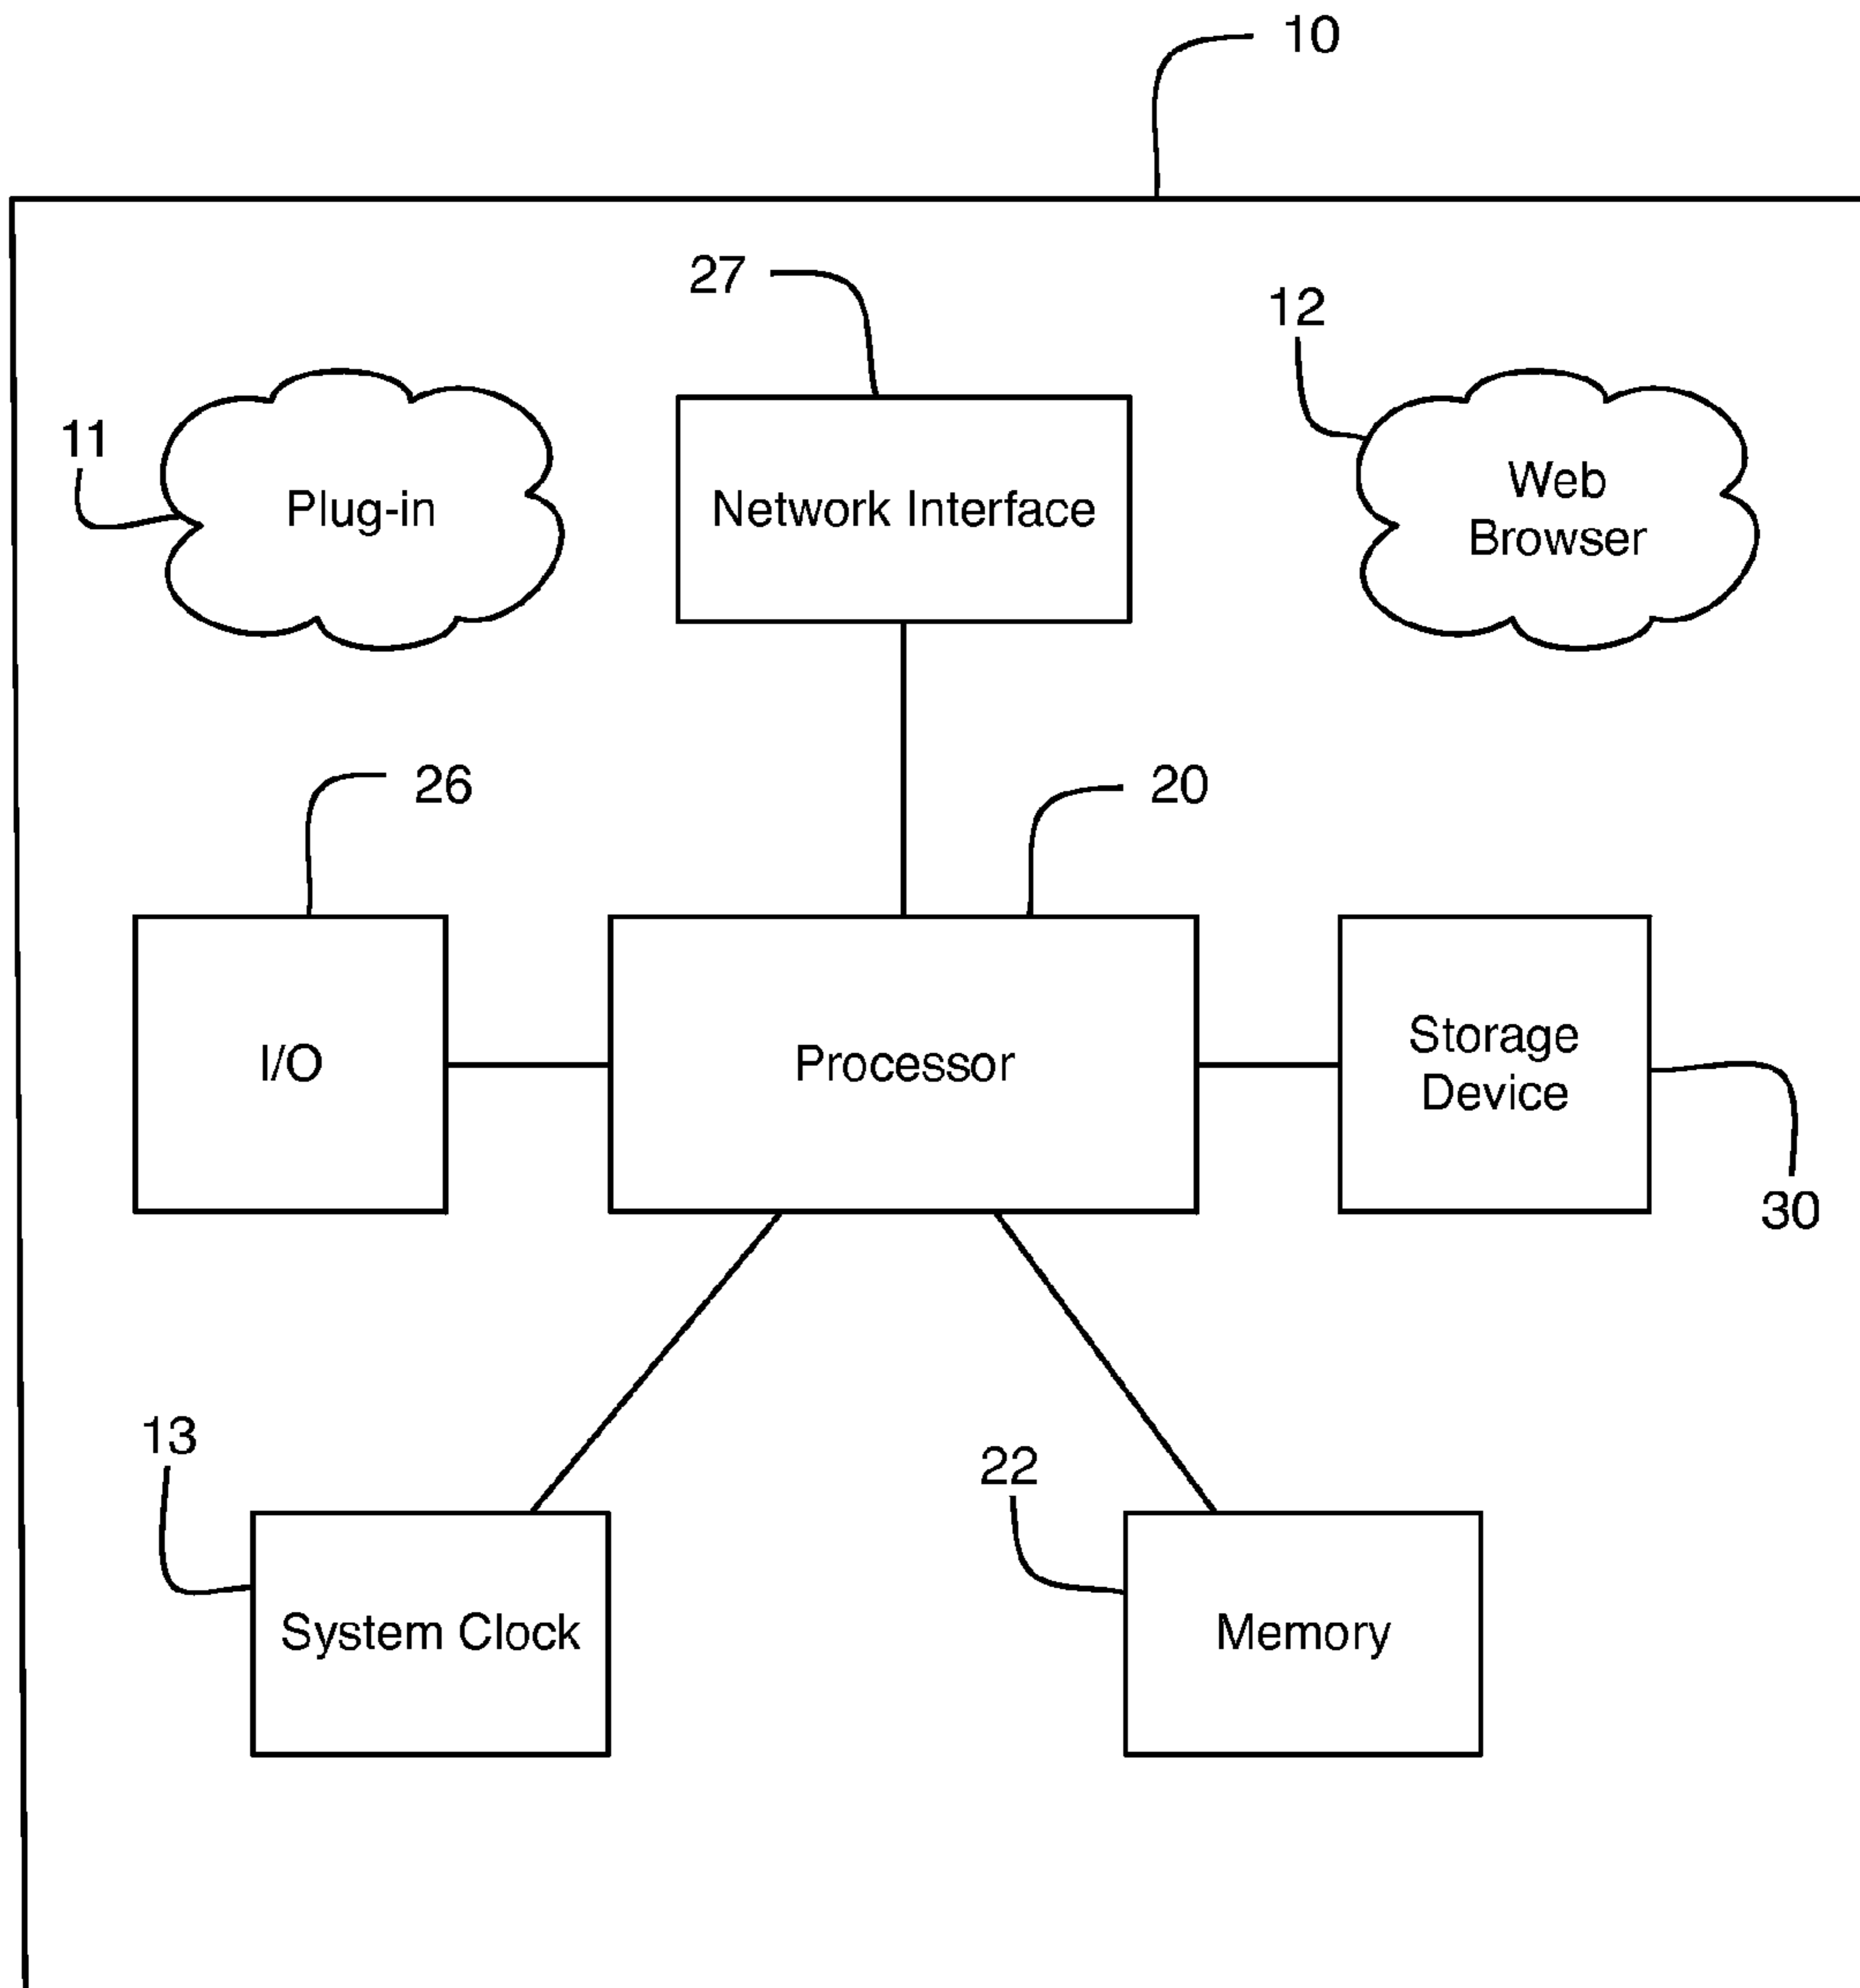 10
27
12
11
Plug-in
Network Interface
Web
Browser
26
20
I/O
Processor
Storage
Device
30
13
22
System Clock
Memory